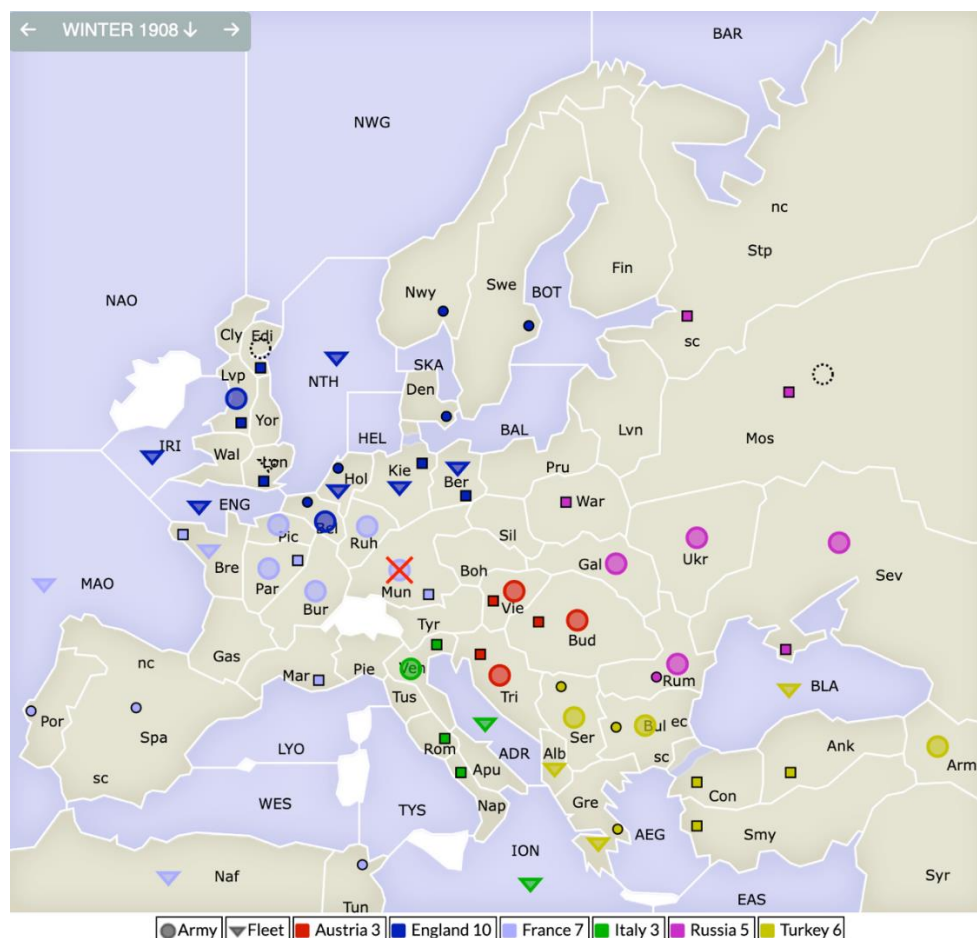 ← WINTER 1908 ↓ →
BAR
NWG
nc
Stp
NAO
Fin
Nwy
Swe
BOT
Cly
Edi
SKA
sc
Lvp
NTH
Den
Yor
Mos
Lvn
IRI
HEL
BAL
Wal
Lon
Kie
Pru
Hol
Ber
War
ENG
Bel
Sil
Pic
Ruh
Gal
Ukr
Bre
Boh
Sev
MAO
Par
Mun
Vie
Bur
Tyr
Bud
nc
Gas
Mar
Pie
Ven
Tri
Rum
BLA
Tus
Por
Spa
Ser
Bul
ec
LYO
Rom
ADR
Alb
sc
Ank
Arm
sc
Apu
Con
WES
TYS
Nap
Gre
AEG
Smy
ION
Naf
Syr
Tun
EAS
Army
Fleet
Austria 3
England 10
France 7
Italy 3
Russia 5
Turkey 6